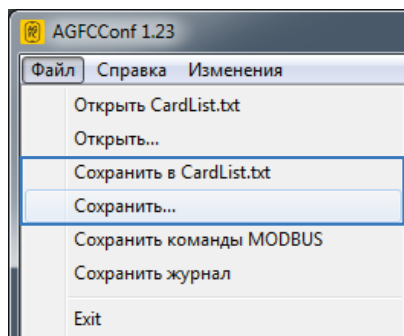 AGFCConf 1.23
Файл Справка Изменения
Открыть CardList.txt
Открыть...
Сохранить в CardList.txt
Сохранить...
Сохранить команды MODBUS
Сохранить журнал
Exit